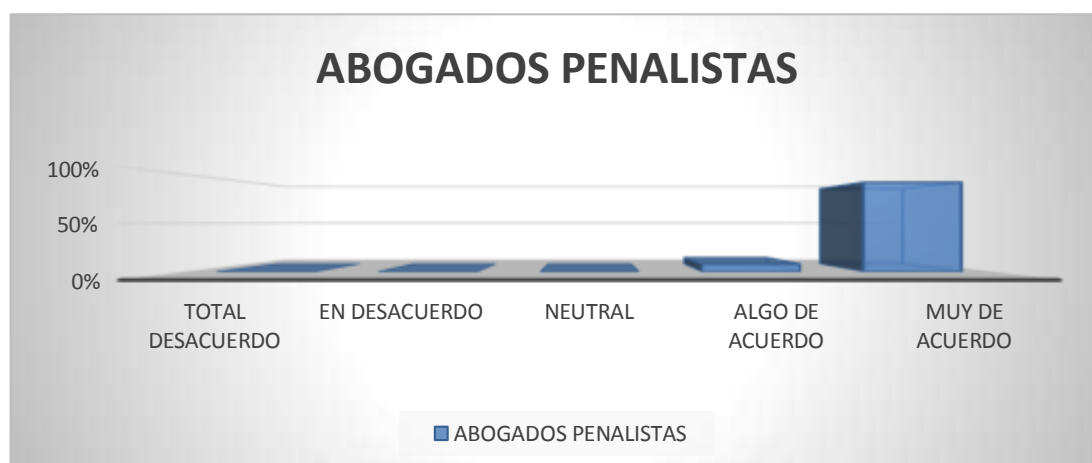 ABOGADOS PENALISTAS
100%
50%
0%
TOTAL
DESACUERDO
EN DESACUERDO
NEUTRAL
ALGO DE
ACUERDO
MUY DE
ACUERDO
ABOGADOS PENALISTAS